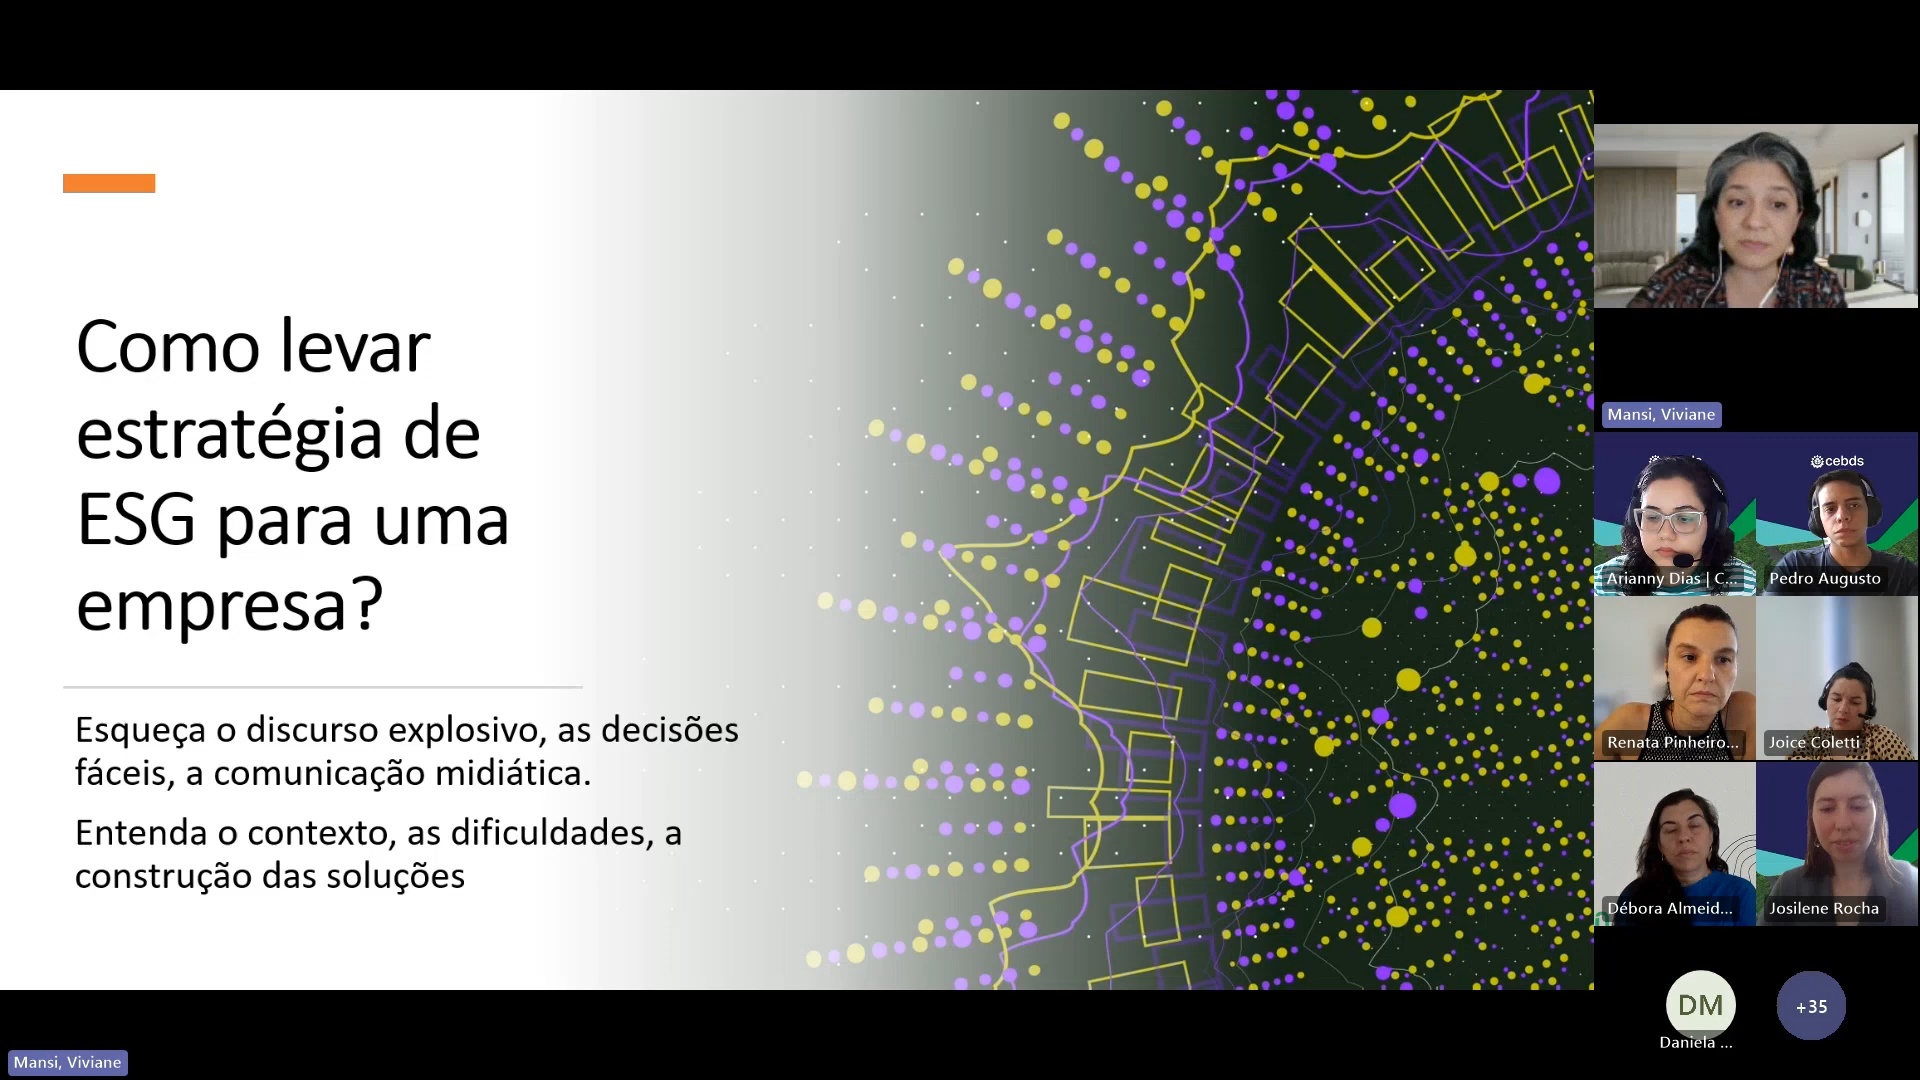 Como levar
estratégia de
ESG para uma
empresa?
Esqueça o discurso explosivo, as decisões
fáceis, a comunicação midiática.
Entenda o contexto, as dificuldades, a
construção das soluções
Mansi, Viviane
cebds
Arianny Dias | C...
Pedro Augusto
Renata Pinheiro...
Joice Coletti
Débora Almeid...
Josilene Rocha
DM
+35
Daniela ...
Mansi, Viviane